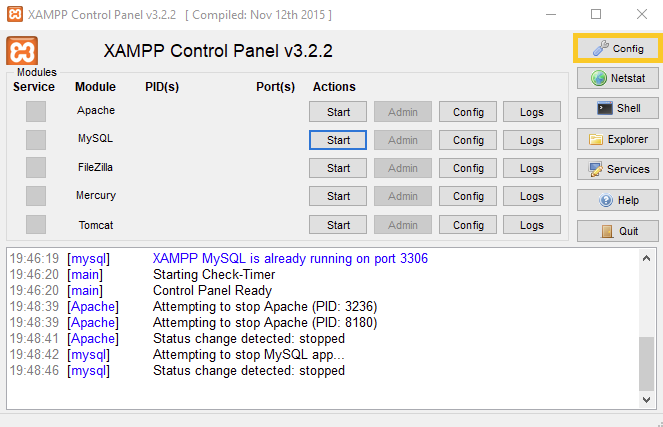 XAMPP Control Panel v3.2.2 [ Compiled: Nov 12th 2015 ]
XAMPP Control Panel v3.2.2
Config
Modules
Service Module PID(s) Port(s) Actions
Netstat
Apache Start Admin Config Logs
Shell
MySQL Start Admin Config Logs
Explorer
FileZilla Start Admin Config Logs
Services
Mercury Start Admin Config Logs
Help
Tomcat Start Admin Config Logs
Quit
19:46:19 [mysql] XAMPP MySQL is already running on port 3306
19:46:20 [main] Starting Check-Timer
19:46:20 [main] Control Panel Ready
19:48:39 [Apache] Attempting to stop Apache (PID: 3236)
19:48:39 [Apache] Attempting to stop Apache (PID: 8180)
19:48:41 [Apache] Status change detected: stopped
19:48:42 [mysql] Attempting to stop MySQL app...
19:48:46 [mysql] Status change detected: stopped